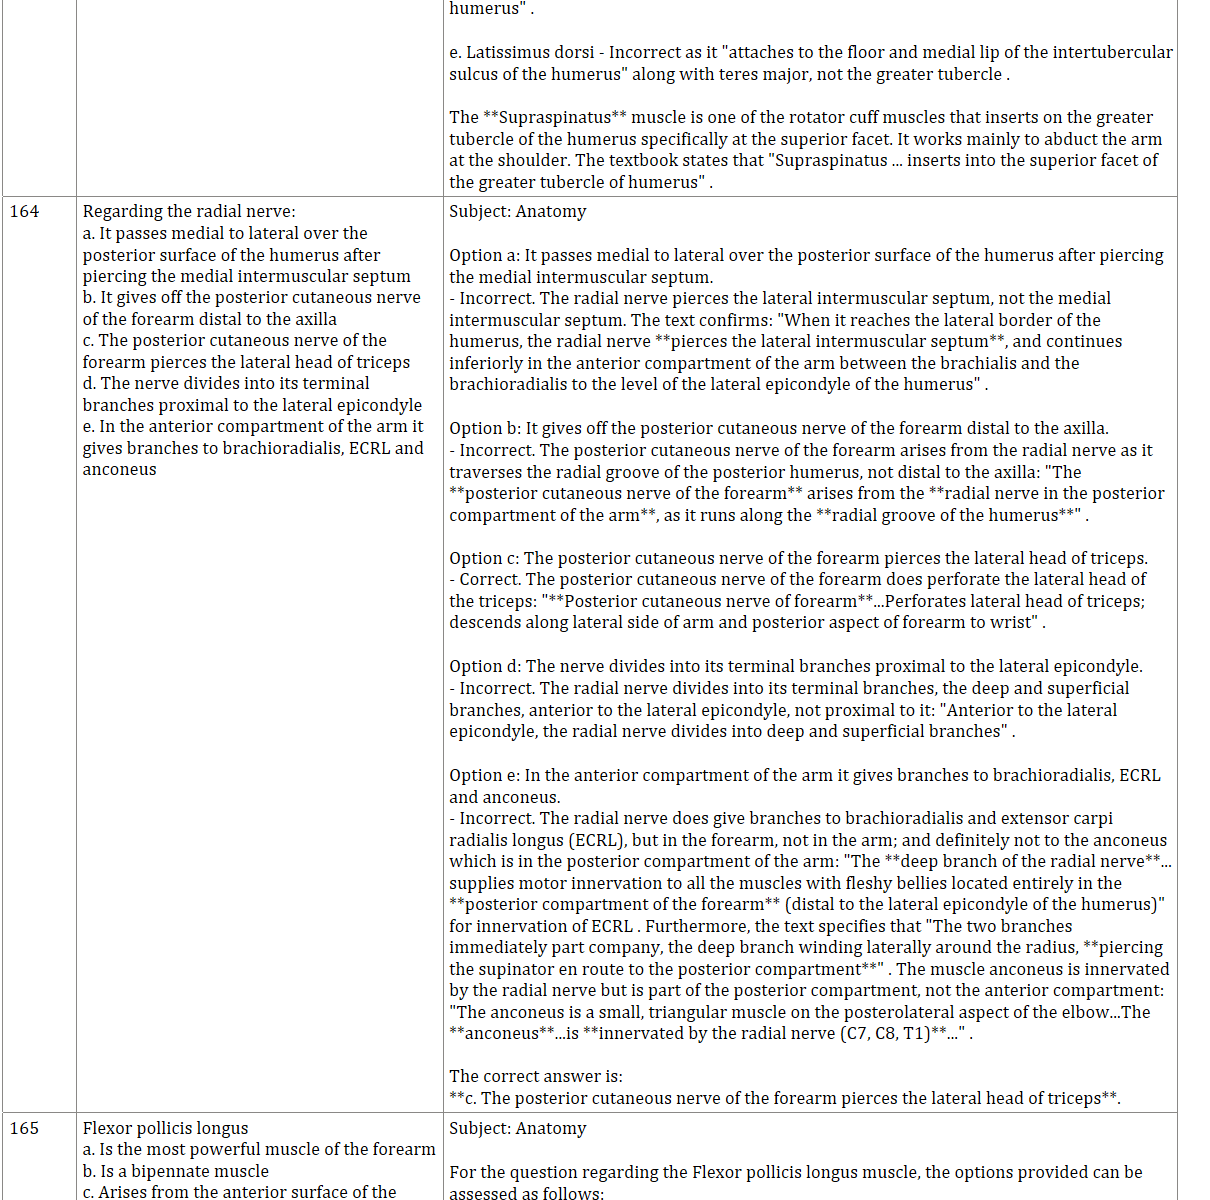 humerus" .
e. Latissimus dorsi - Incorrect as it "attaches to the floor and medial lip of the intertubercular
sulcus of the humerus" along with teres major, not the greater tubercle .
The **Supraspinatus** muscle is one of the rotator cuff muscles that inserts on the greater
tubercle of the humerus specifically at the superior facet. It works mainly to abduct the arm
at the shoulder. The textbook states that "Supraspinatus ... inserts into the superior facet of
the greater tubercle of humerus" .
164
Regarding the radial nerve:
a. It passes medial to lateral over the
posterior surface of the humerus after
piercing the medial intermuscular septum
b. It gives off the posterior cutaneous nerve
of the forearm distal to the axilla
c. The posterior cutaneous nerve of the
forearm pierces the lateral head of triceps
d. The nerve divides into its terminal
branches proximal to the lateral epicondyle
e. In the anterior compartment of the arm it
gives branches to brachioradialis, ECRL and
anconeus
Subject: Anatomy
Option a: It passes medial to lateral over the posterior surface of the humerus after piercing
the medial intermuscular septum.
- Incorrect. The radial nerve pierces the lateral intermuscular septum, not the medial
intermuscular septum. The text confirms: "When it reaches the lateral border of the
humerus, the radial nerve **pierces the lateral intermuscular septum**, and continues
inferiorly in the anterior compartment of the arm between the brachialis and the
brachioradialis to the level of the lateral epicondyle of the humerus" .
Option b: It gives off the posterior cutaneous nerve of the forearm distal to the axilla.
- Incorrect. The posterior cutaneous nerve of the forearm arises from the radial nerve as it
traverses the radial groove of the posterior humerus, not distal to the axilla: "The
**posterior cutaneous nerve of the forearm** arises from the **radial nerve in the posterior
compartment of the arm**, as it runs along the **radial groove of the humerus**" .
Option c: The posterior cutaneous nerve of the forearm pierces the lateral head of triceps.
- Correct. The posterior cutaneous nerve of the forearm does perforate the lateral head of
the triceps: "**Posterior cutaneous nerve of forearm**...Perforates lateral head of triceps;
descends along lateral side of arm and posterior aspect of forearm to wrist" .
Option d: The nerve divides into its terminal branches proximal to the lateral epicondyle.
- Incorrect. The radial nerve divides into its terminal branches, the deep and superficial
branches, anterior to the lateral epicondyle, not proximal to it: "Anterior to the lateral
epicondyle, the radial nerve divides into deep and superficial branches" .
Option e: In the anterior compartment of the arm it gives branches to brachioradialis, ECRL
and anconeus.
- Incorrect. The radial nerve does give branches to brachioradialis and extensor carpi
radialis longus (ECRL), but in the forearm, not in the arm; and definitely not to the anconeus
which is in the posterior compartment of the arm: "The **deep branch of the radial nerve**...
supplies motor innervation to all the muscles with fleshy bellies located entirely in the
**posterior compartment of the forearm** (distal to the lateral epicondyle of the humerus)"
for innervation of ECRL . Furthermore, the text specifies that "The two branches
immediately part company, the deep branch winding laterally around the radius, **piercing
the supinator en route to the posterior compartment**" . The muscle anconeus is innervated
by the radial nerve but is part of the posterior compartment, not the anterior compartment:
"The anconeus is a small, triangular muscle on the posterolateral aspect of the elbow...The
**anconeus**...is **innervated by the radial nerve (C7, C8, T1)**..." .
The correct answer is:
**c. The posterior cutaneous nerve of the forearm pierces the lateral head of triceps**.
165
Flexor pollicis longus
a. Is the most powerful muscle of the forearm
b. Is a bipennate muscle
c. Arises from the anterior surface of the
Subject: Anatomy
For the question regarding the Flexor pollicis longus muscle, the options provided can be
assessed as follows: